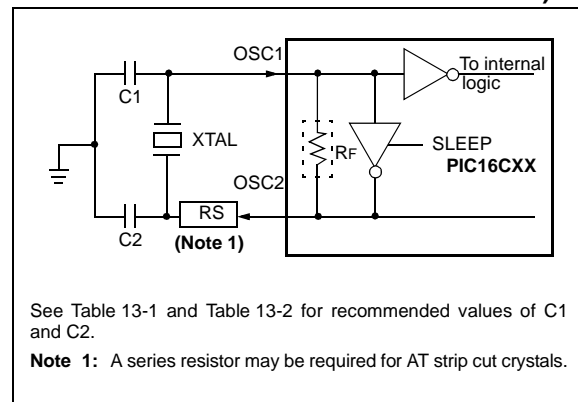 OSC1
To internal
logic
C1
XTAL
RF
SLEEP
PIC16CXX
OSC2
RS
C2
(Note 1)
See Table 13-1 and Table 13-2 for recommended values of C1
and C2.
Note 1: A series resistor may be required for AT strip cut crystals.